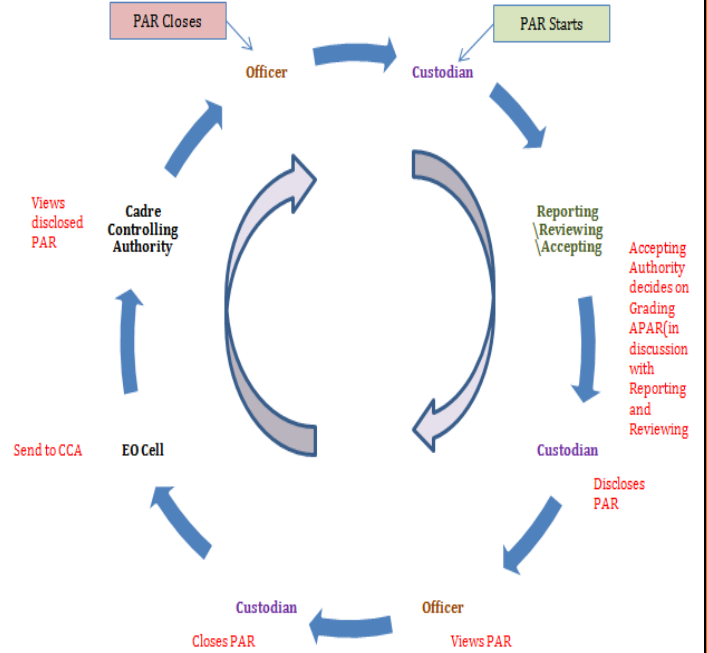 PAR Closes
PAR Starts
Officer
Custodian
Views
disclosed
PAR
Cadre
Controlling
Authority
Reporting
\Reviewing
\Accepting
Accepting
Authority
decides on
Grading
APAR(in
discussion
with
Reporting
and
Reviewing
Send to CCA
EO Cell
Custodian
Discloses
PAR
Custodian
Officer
Closes PAR
Views PAR